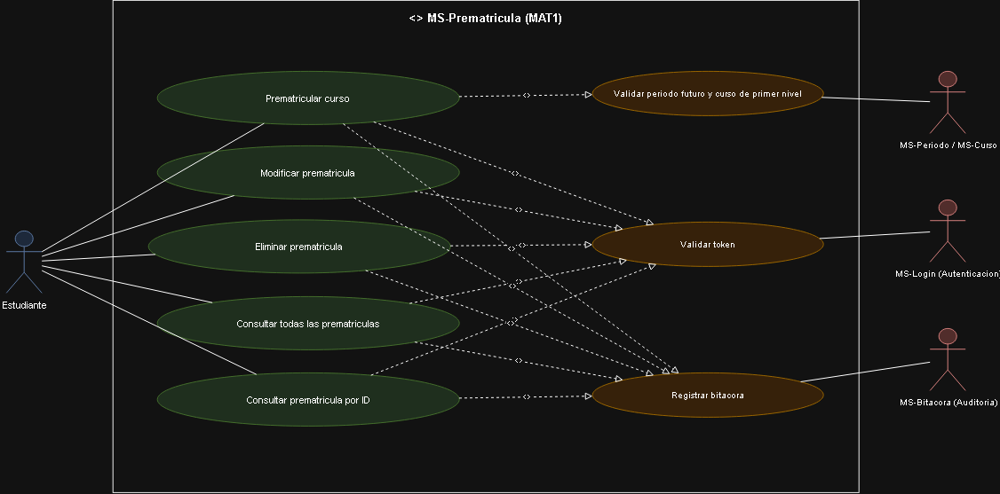 <> MS-Prematricula (MAT1)
Prematricular curso
<>
Validar periodo futuro y curso de primer nivel
MS-Periodo / MS-Curso
Modificar prematricula
<>
<>
Eliminar prematricula
<>
<>
Validar token
MS-Login (Autenticacion)
Estudiante
<>
<>
Consultar todas las prematriculas
<>
<>
Consultar prematricula por ID
<>
Registrar bitacora
MS-Bitacora (Auditoria)